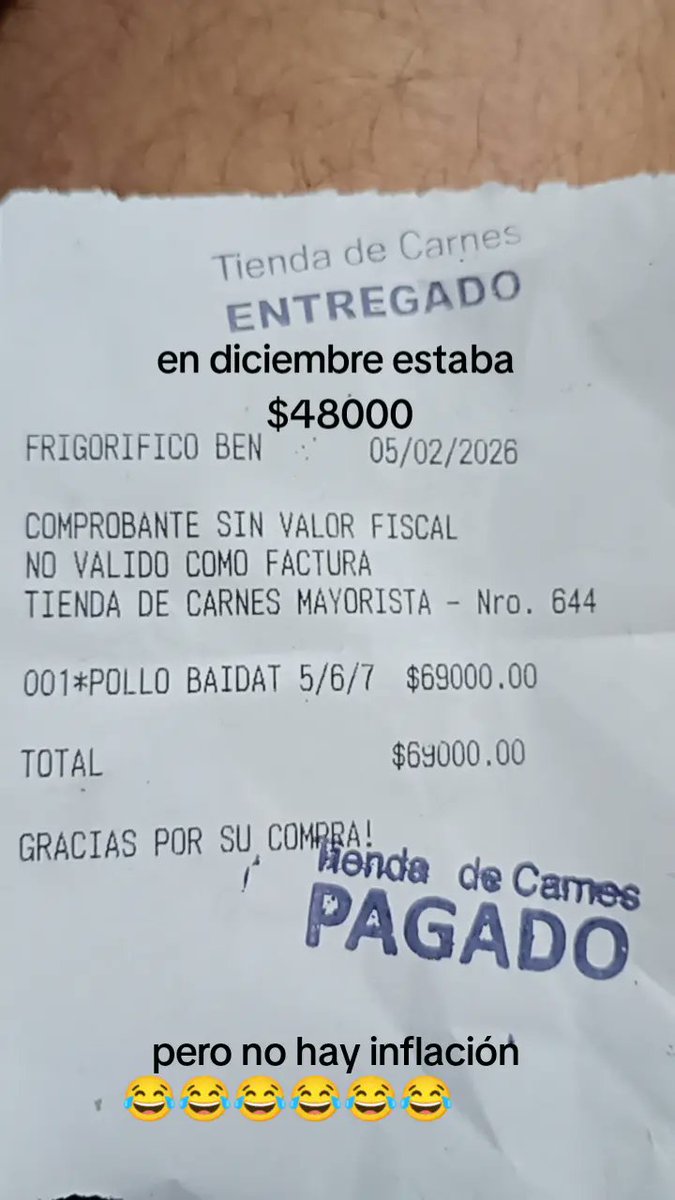 Tienda de Carnes
ENTREGADO
en diciembre estaba
$48000
FRIGORIFICO BEN 05/02/2026
COMPROBANTE SIN VALOR FISCAL
NO VALIDO COMO FACTURA
TIENDA DE CARNES MAYORISTA - Nro. 644
001*POLLO BAIDAT 5/6/7 $69000.00
TOTAL $69000.00
GRACIAS POR SU COMPRA!
Tienda de Carnes
PAGADO
pero no hay inflación
😂😂😂😂😂😂